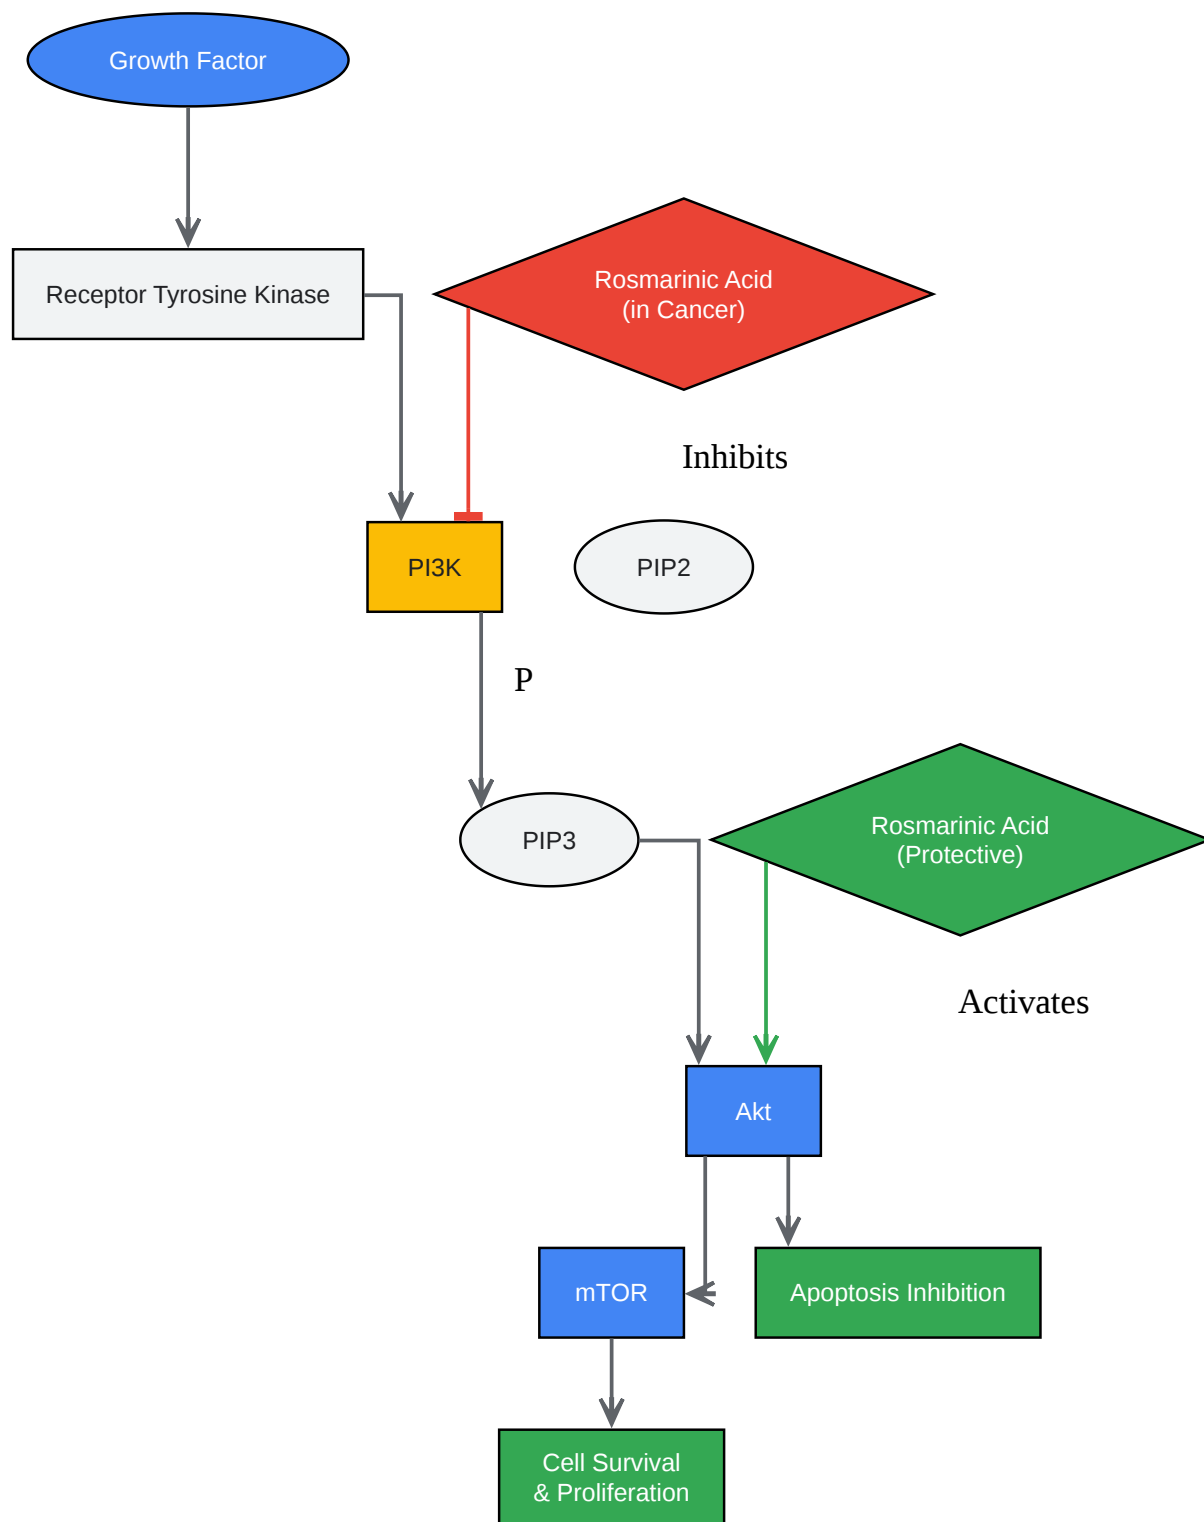 Growth Factor
Receptor Tyrosine Kinase
Rosmarinic Acid
(in Cancer)
Inhibits
PI3K
PIP2
P
PIP3
Rosmarinic Acid
(Protective)
Activates
Akt
mTOR
Apoptosis Inhibition
Cell Survival
& Proliferation